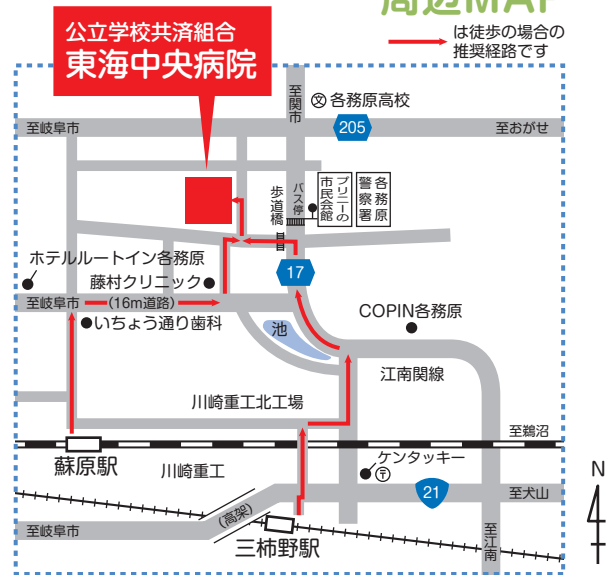 周辺MAP
は徒歩の場合の
推奨経路です
公立学校共済組合
東海中央病院
至関市
各務原高校
至岐阜市
205
至おがせ
歩道橋
バス停
プリニーの
市民会館
各務原
警察署
ホテルルートイン各務原
藤村クリニック
17
至岐阜市
(16m道路)
いちょう通り歯科
池
COPIN各務原
江南関線
川崎重工北工場
至鵜沼
蘇原駅
川崎重工
ケンタッキー
〒
21
至犬山
(高架)
至岐阜市
三柿野駅
至江南
N
文